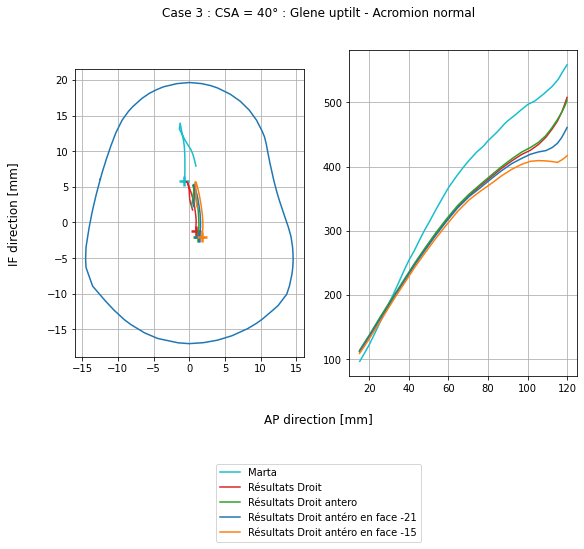 Case 3 : CSA = 40° : Glene uptilt - Acromion normal
IF direction [mm]
20
15
10
5
0
−5
−10
−15
−15 −10 −5 0 5 10 15
500
400
300
200
100
20 40 60 80 100 120
AP direction [mm]
Marta
Résultats Droit
Résultats Droit antero
Résultats Droit antéro en face -21
Résultats Droit antéro en face -15